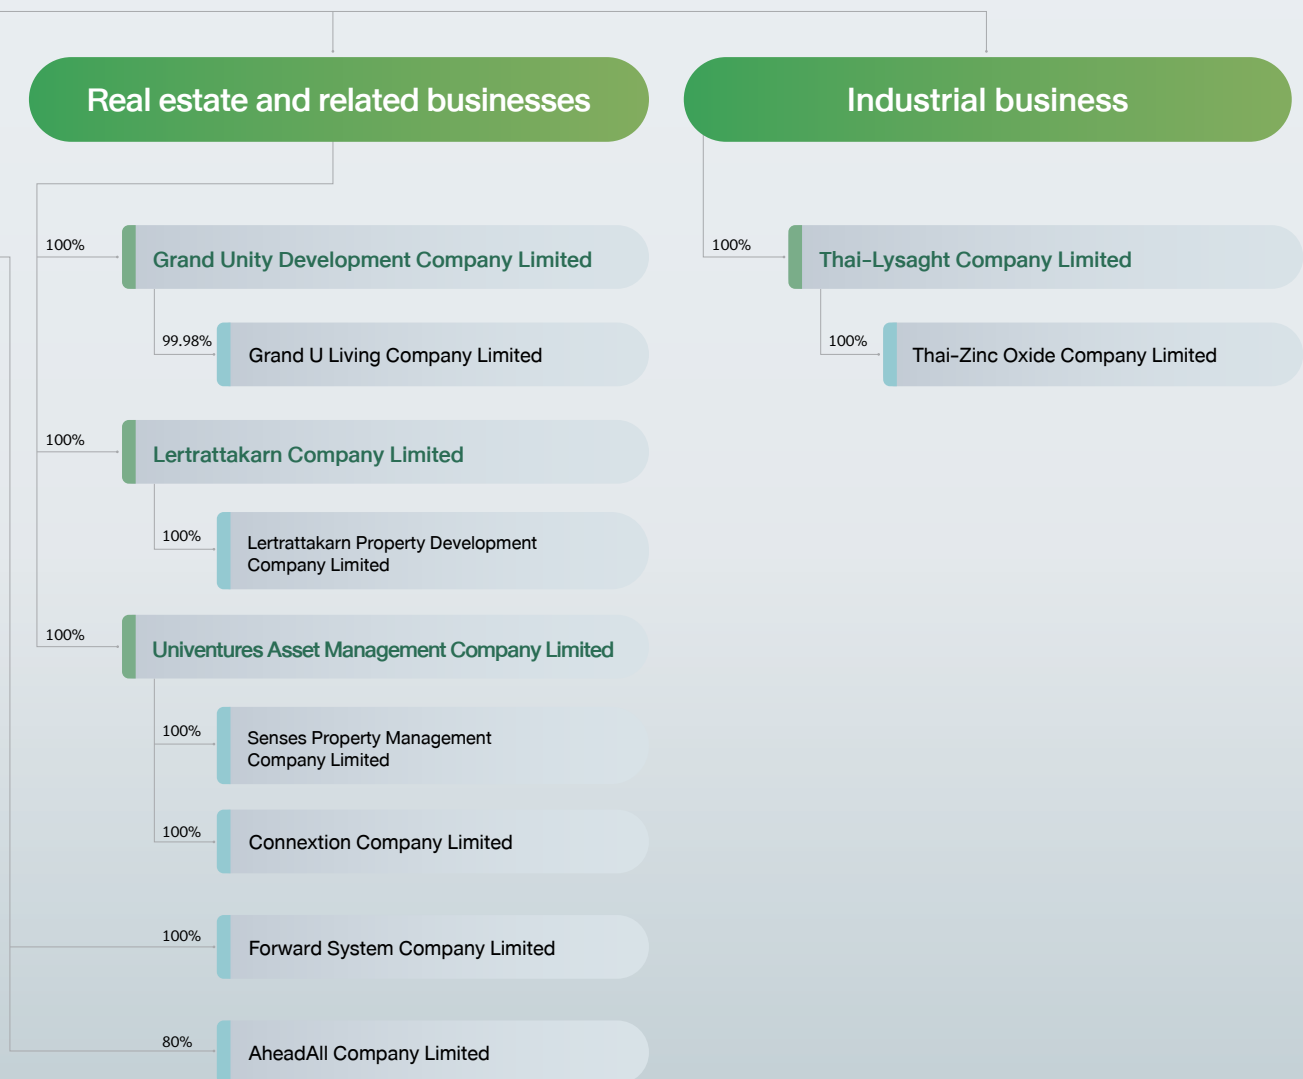 Real estate and related businesses
100%
Grand Unity Development Company Limited
99.98%
Grand U Living Company Limited
100%
Lertrattakarn Company Limited
100%
Lertrattakarn Property Development
Company Limited
100%
Univentures Asset Management Company Limited
100%
Senses Property Management
Company Limited
100%
Connextion Company Limited
100%
Forward System Company Limited
80%
AheadAll Company Limited
Industrial business
100%
Thai-Lysaght Company Limited
100%
Thai-Zinc Oxide Company Limited